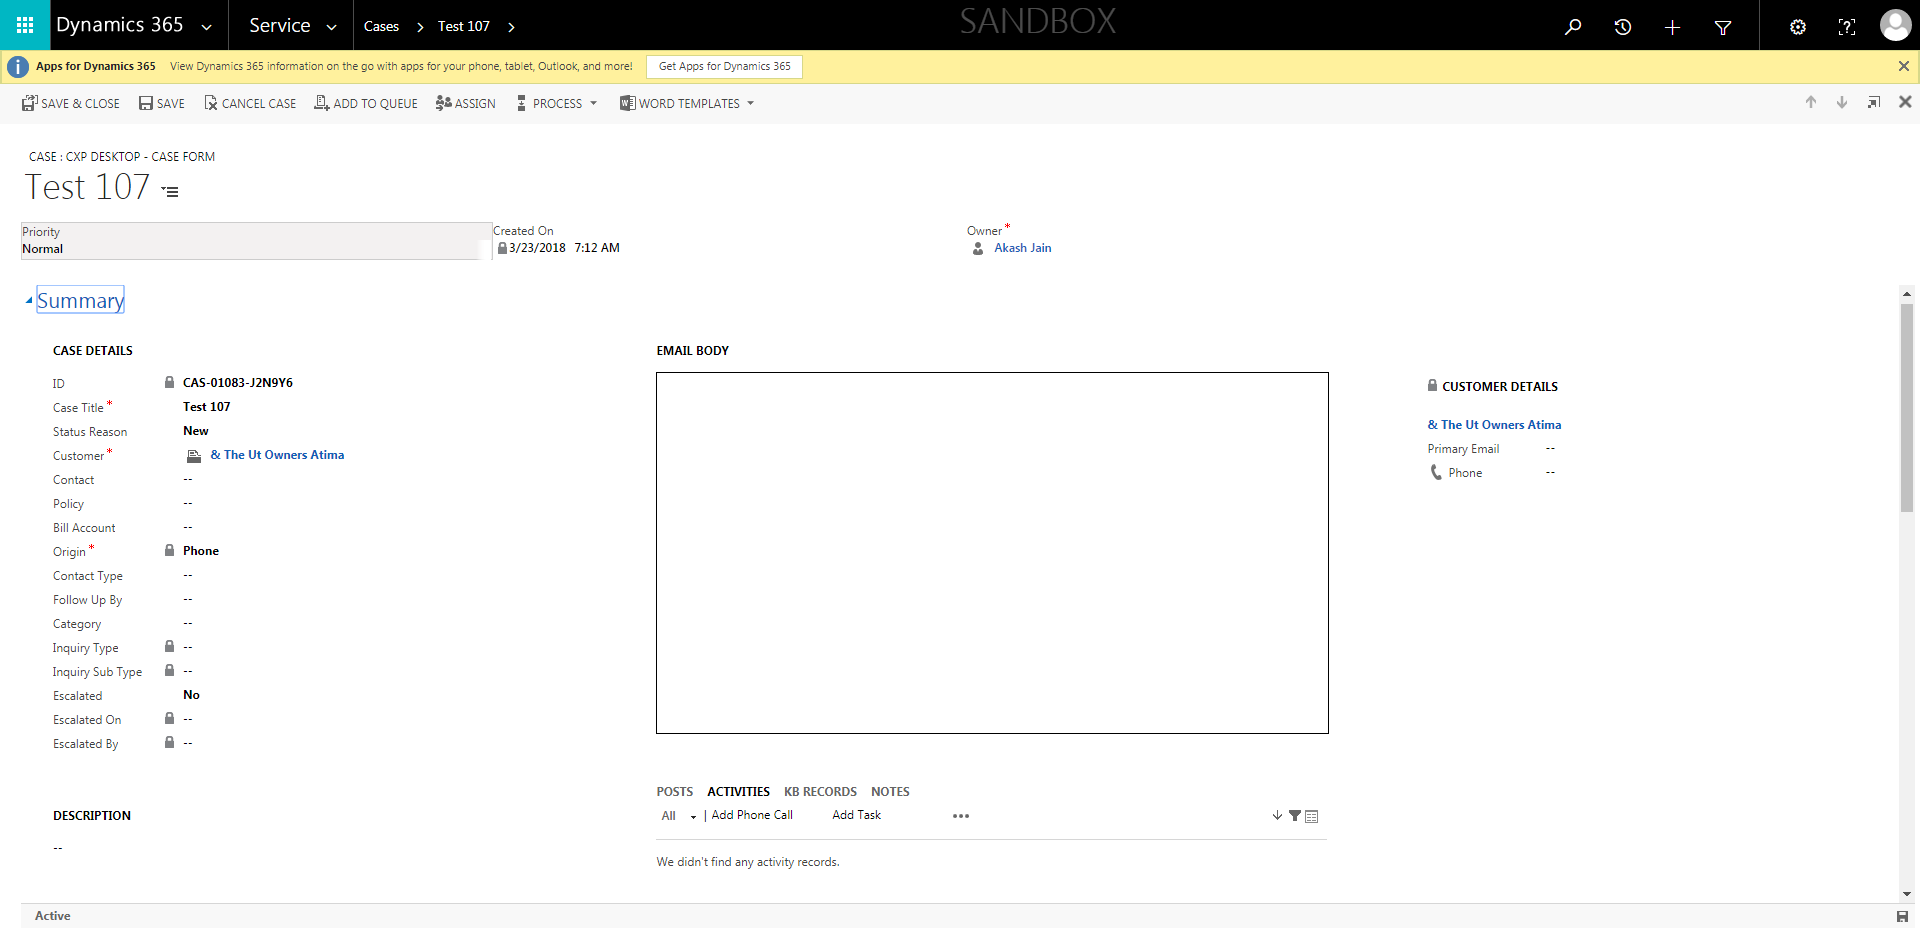 Dynamics 365 Service Cases Test 107 SANDBOX
Apps for Dynamics 365 View Dynamics 365 information on the go with apps for your phone, tablet, Outlook, and more! Get Apps for Dynamics 365
SAVE & CLOSE SAVE CANCEL CASE ADD TO QUEUE ASSIGN PROCESS WORD TEMPLATES
CASE : CXP DESKTOP - CASE FORM
Test 107
Priority
Normal
Created On
3/23/2018 7:12 AM
Owner *
Akash Jain
Summary
CASE DETAILS
ID CAS-01083-J2N9Y6
Case Title * Test 107
Status Reason New
Customer * & The Ut Owners Atima
Contact --
Policy --
Bill Account --
Origin * Phone
Contact Type --
Follow Up By --
Category --
Inquiry Type --
Inquiry Sub Type --
Escalated No
Escalated On --
Escalated By --
DESCRIPTION
--
EMAIL BODY
POSTS ACTIVITIES KB RECORDS NOTES
All | Add Phone Call Add Task •••
We didn't find any activity records.
CUSTOMER DETAILS
& The Ut Owners Atima
Primary Email --
Phone --
Active